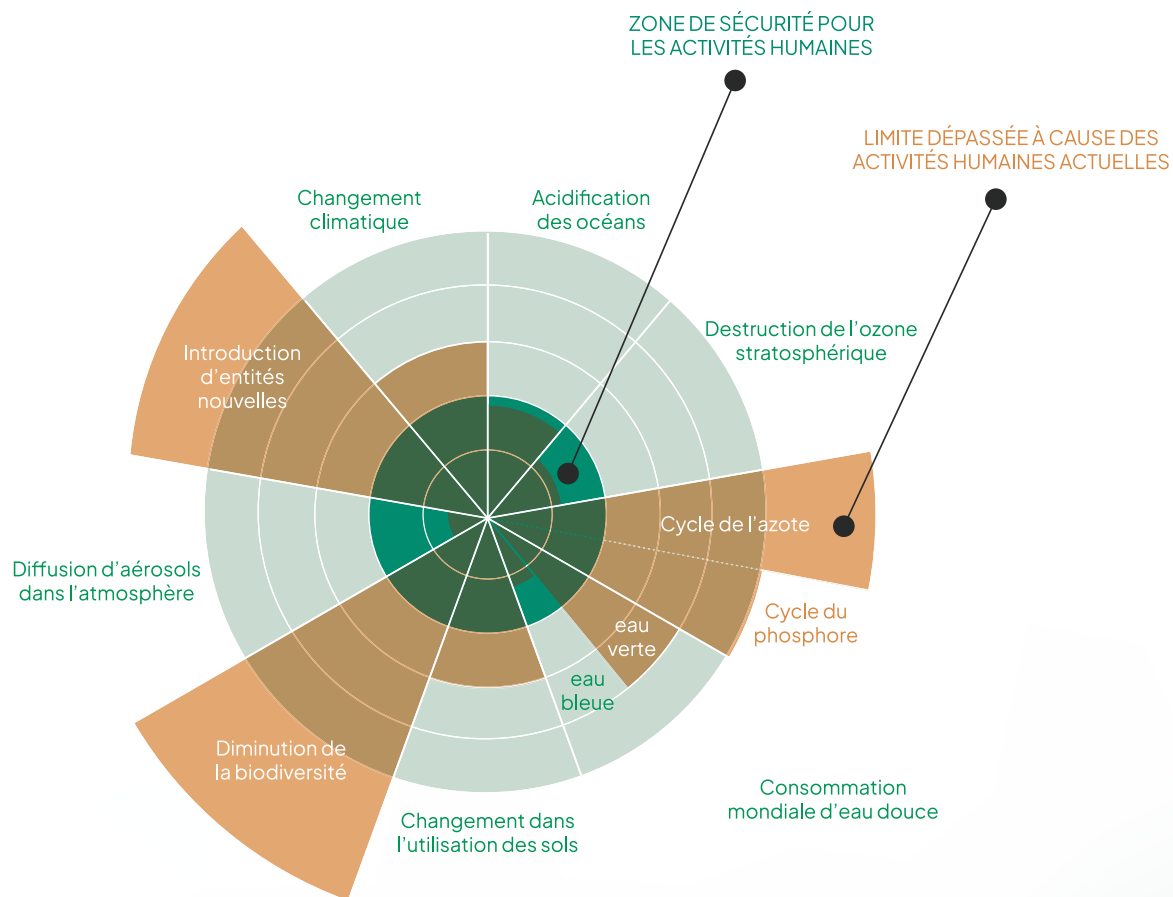 ZONE DE SÉCURITÉ POUR
LES ACTIVITÉS HUMAINES
LIMITE DÉPASSÉE À CAUSE DES
ACTIVITÉS HUMAINES ACTUELLES
Changement
climatique
Acidification
des océans
Destruction de l’ozone
stratosphérique
Introduction
d’entités
nouvelles
Cycle de l’azote
Diffusion d’aérosols
dans l’atmosphère
Cycle du
phosphore
eau
verte
eau
bleue
Diminution de
la biodiversité
Changement dans
l’utilisation des sols
Consommation
mondiale d’eau douce